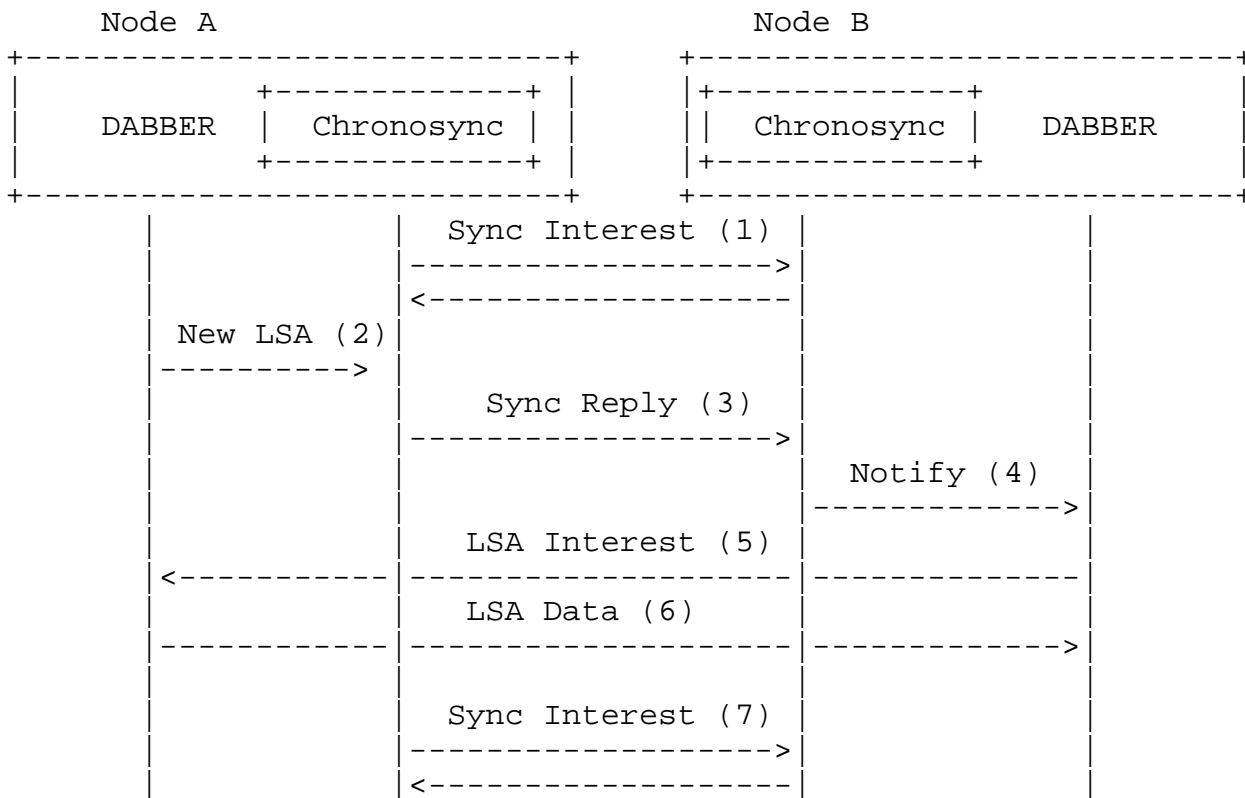 Node A Node B
DABBER | Chronosync | | || Chronosync | DABBER
Sync Interest (1)
New LSA (2)
Sync Reply (3)
Notify (4)
LSA Interest (5)
LSA Data (6)
Sync Interest (7)